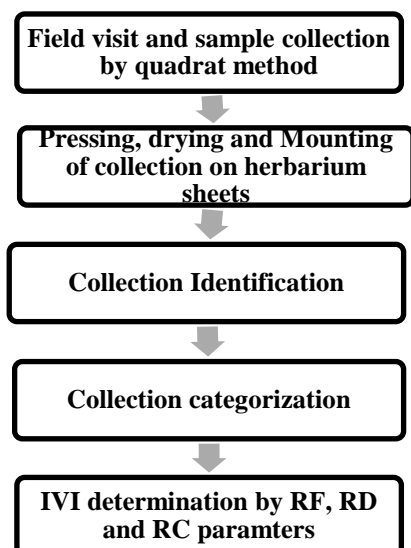 Field visit and sample collection
by quadrat method
Pressing, drying and Mounting
of collection on herbarium
sheets
Collection Identification
Collection categorization
IVI determination by RF, RD
and RC paramters